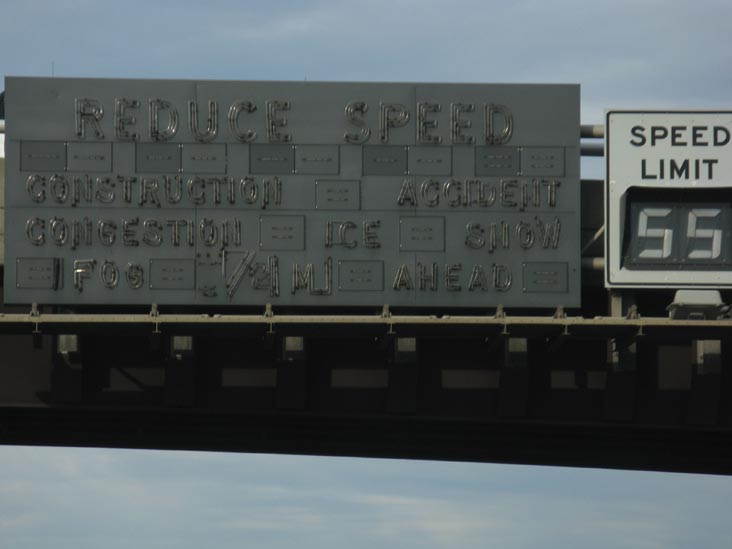 REDUCE SPEED
CONSTRUCTION ACCIDENT
CONGESTION ICE SNOW
FOG 1/2 MI AHEAD
SPEED
LIMIT
55